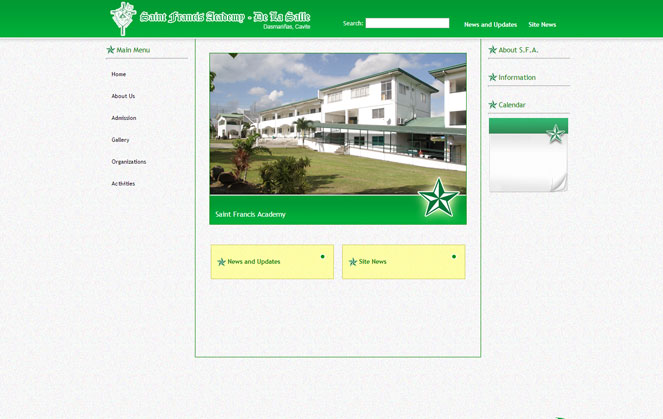 Saint Francis Academy - De La Salle
Dasmariñas, Cavite
Search:
News and Updates
Site News
Main Menu
Home
About Us
Admission
Gallery
Organizations
Activities
Saint Francis Academy
News and Updates
Site News
About S.F.A.
Information
Calendar